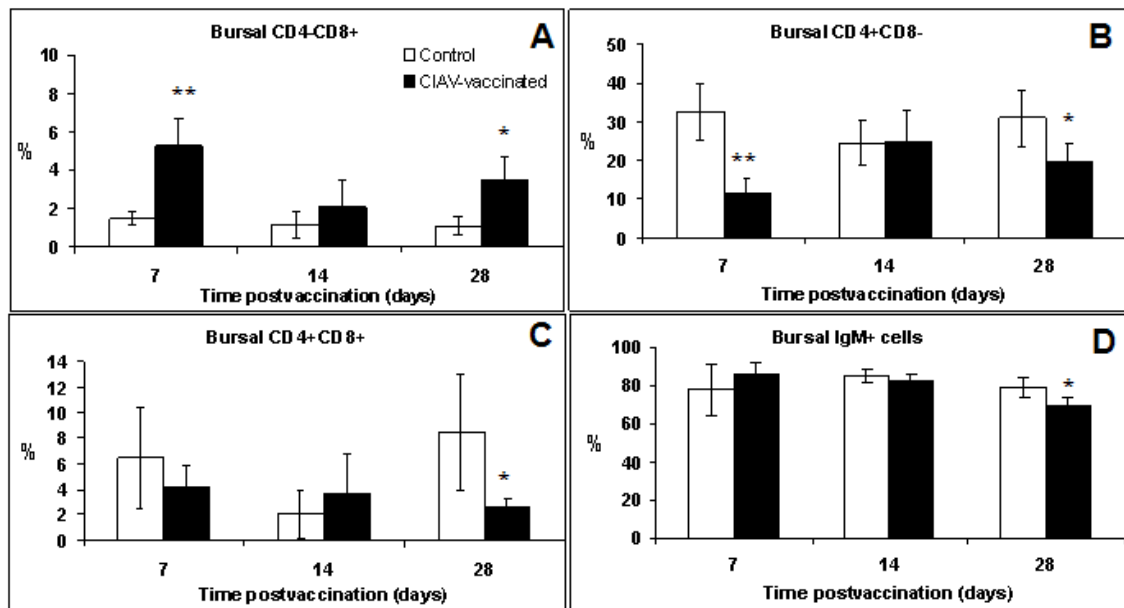 Bursal CD4-CD8+
A
Control
CIAV-vaccinated
10
8
6
4
2
0
%
**
*
7 14 28
Time postvaccination (days)
Bursal CD4+CD8-
B
50
40
30
20
10
0
%
**
*
7 14 28
Time postvaccination (days)
Bursal CD4+CD8+
C
14
12
10
8
6
4
2
0
%
*
7 14 28
Time postvaccination (days)
Bursal IgM+ cells
D
100
80
60
40
20
0
%
*
7 14 28
Time postvaccination (days)